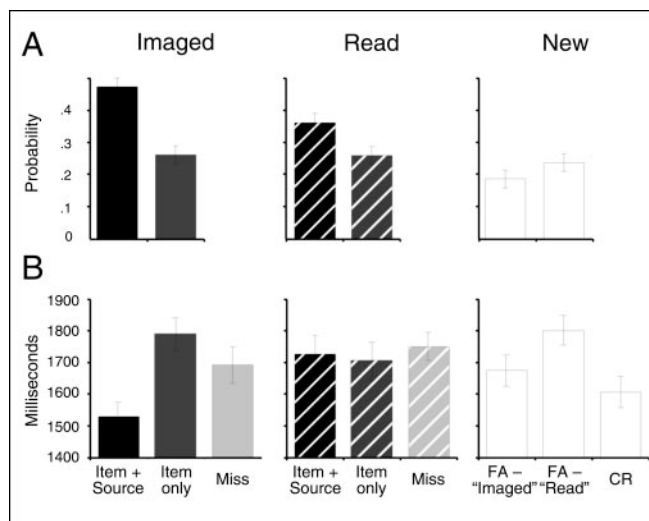 A
Imaged
Read
New
Probability
.4
.3
.2
.1
0
B
Milliseconds
1900
1800
1700
1600
1500
1400
Item +
Source
Item
only
Miss
Item +
Source
Item
only
Miss
FA –
“Imaged”
FA –
“Read”
CR